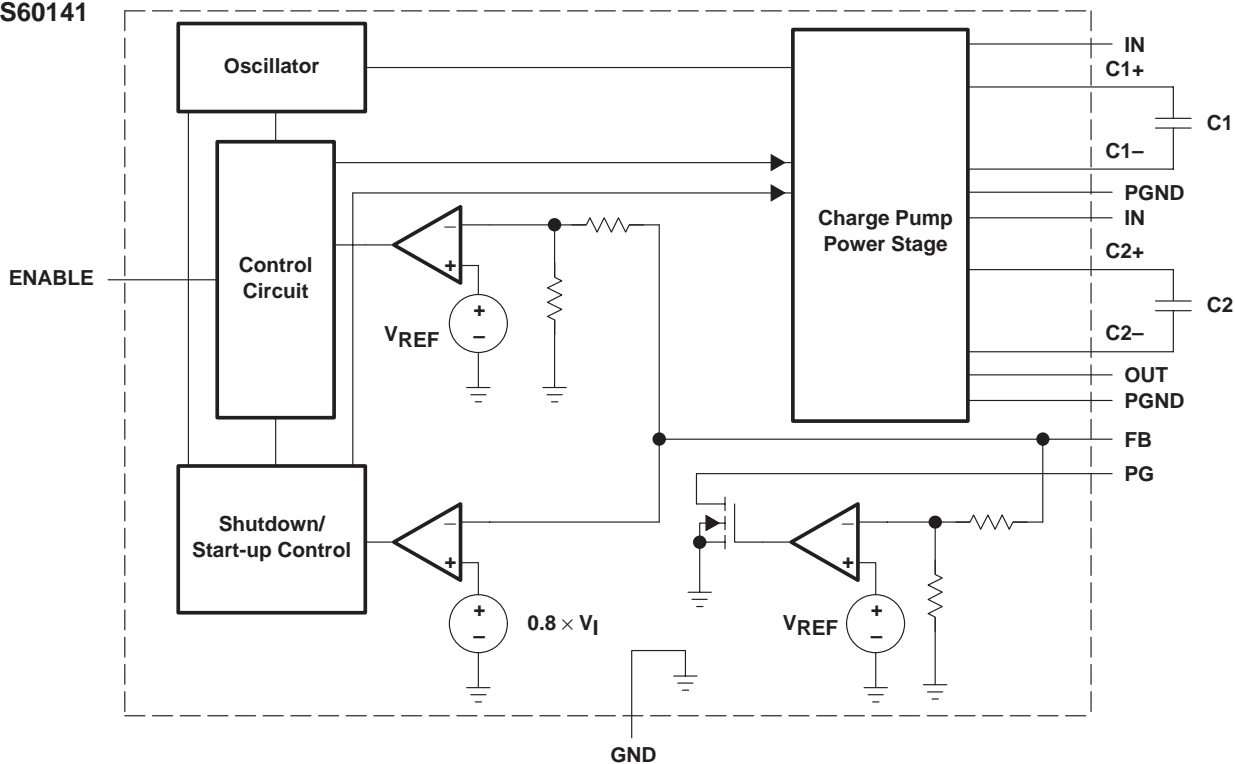 S60141
Oscillator
IN
C1+
C1
C1–
PGND
Charge Pump
Power Stage
IN
C2+
C2
C2–
OUT
PGND
FB
PG
ENABLE
Control
Circuit
–
+
+
–
VREF
Shutdown/
Start-up Control
–
+
+
–
0.8 × VI
–
+
+
–
VREF
GND